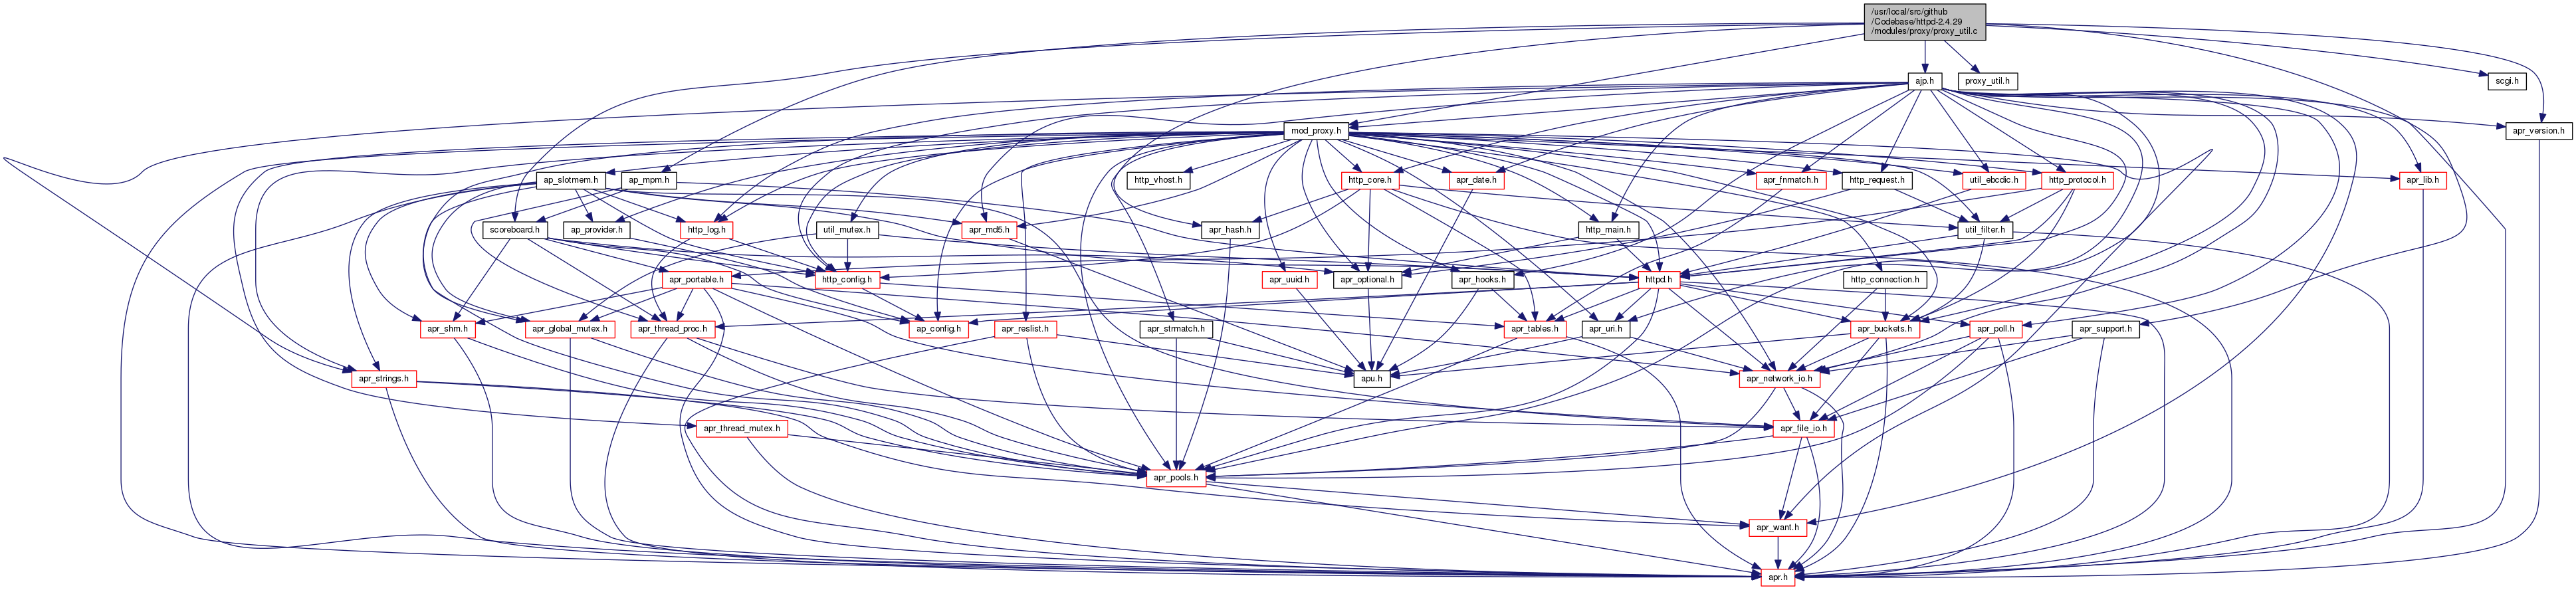 /usr/local/src/github
/Codebase/httpd-2.4.29
/modules/proxy/proxy_util.c
ajp.h
proxy_util.h
scgi.h
mod_proxy.h
apr_version.h
http_vhost.h
ap_slotmem.h
ap_mpm.h
http_core.h
apr_date.h
apr_fnmatch.h
http_request.h
util_ebcdic.h
http_protocol.h
apr_lib.h
scoreboard.h
ap_provider.h
http_log.h
util_mutex.h
apr_md5.h
apr_hash.h
http_main.h
util_filter.h
apr_portable.h
http_config.h
apr_uuid.h
apr_optional.h
apr_hooks.h
httpd.h
http_connection.h
apr_shm.h
apr_global_mutex.h
apr_thread_proc.h
ap_config.h
apr_reslist.h
apr_strmatch.h
apr_tables.h
apr_uri.h
apr_buckets.h
apr_poll.h
apr_support.h
apr_strings.h
apu.h
apr_network_io.h
apr_thread_mutex.h
apr_file_io.h
apr_pools.h
apr_want.h
apr.h